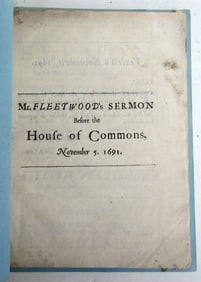 Mr. FLEETWOOD's SERMON
Before the
House of Commons,
November 5. 1691.